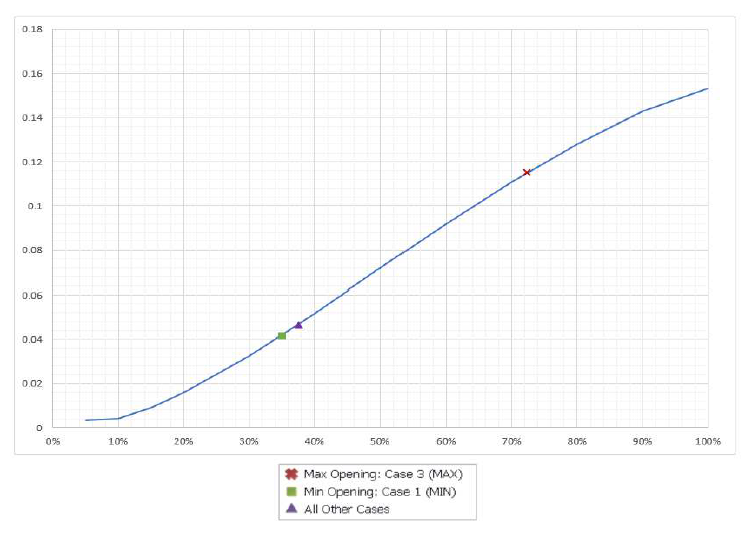 0.18
0.16
0.14
0.12
0.1
0.08
0.06
0.04
0.02
0
0% 10% 20% 30% 40% 50% 60% 70% 80% 90% 100%
Max Opening: Case 3 (MAX)
Min Opening: Case 1 (MIN)
All Other Cases